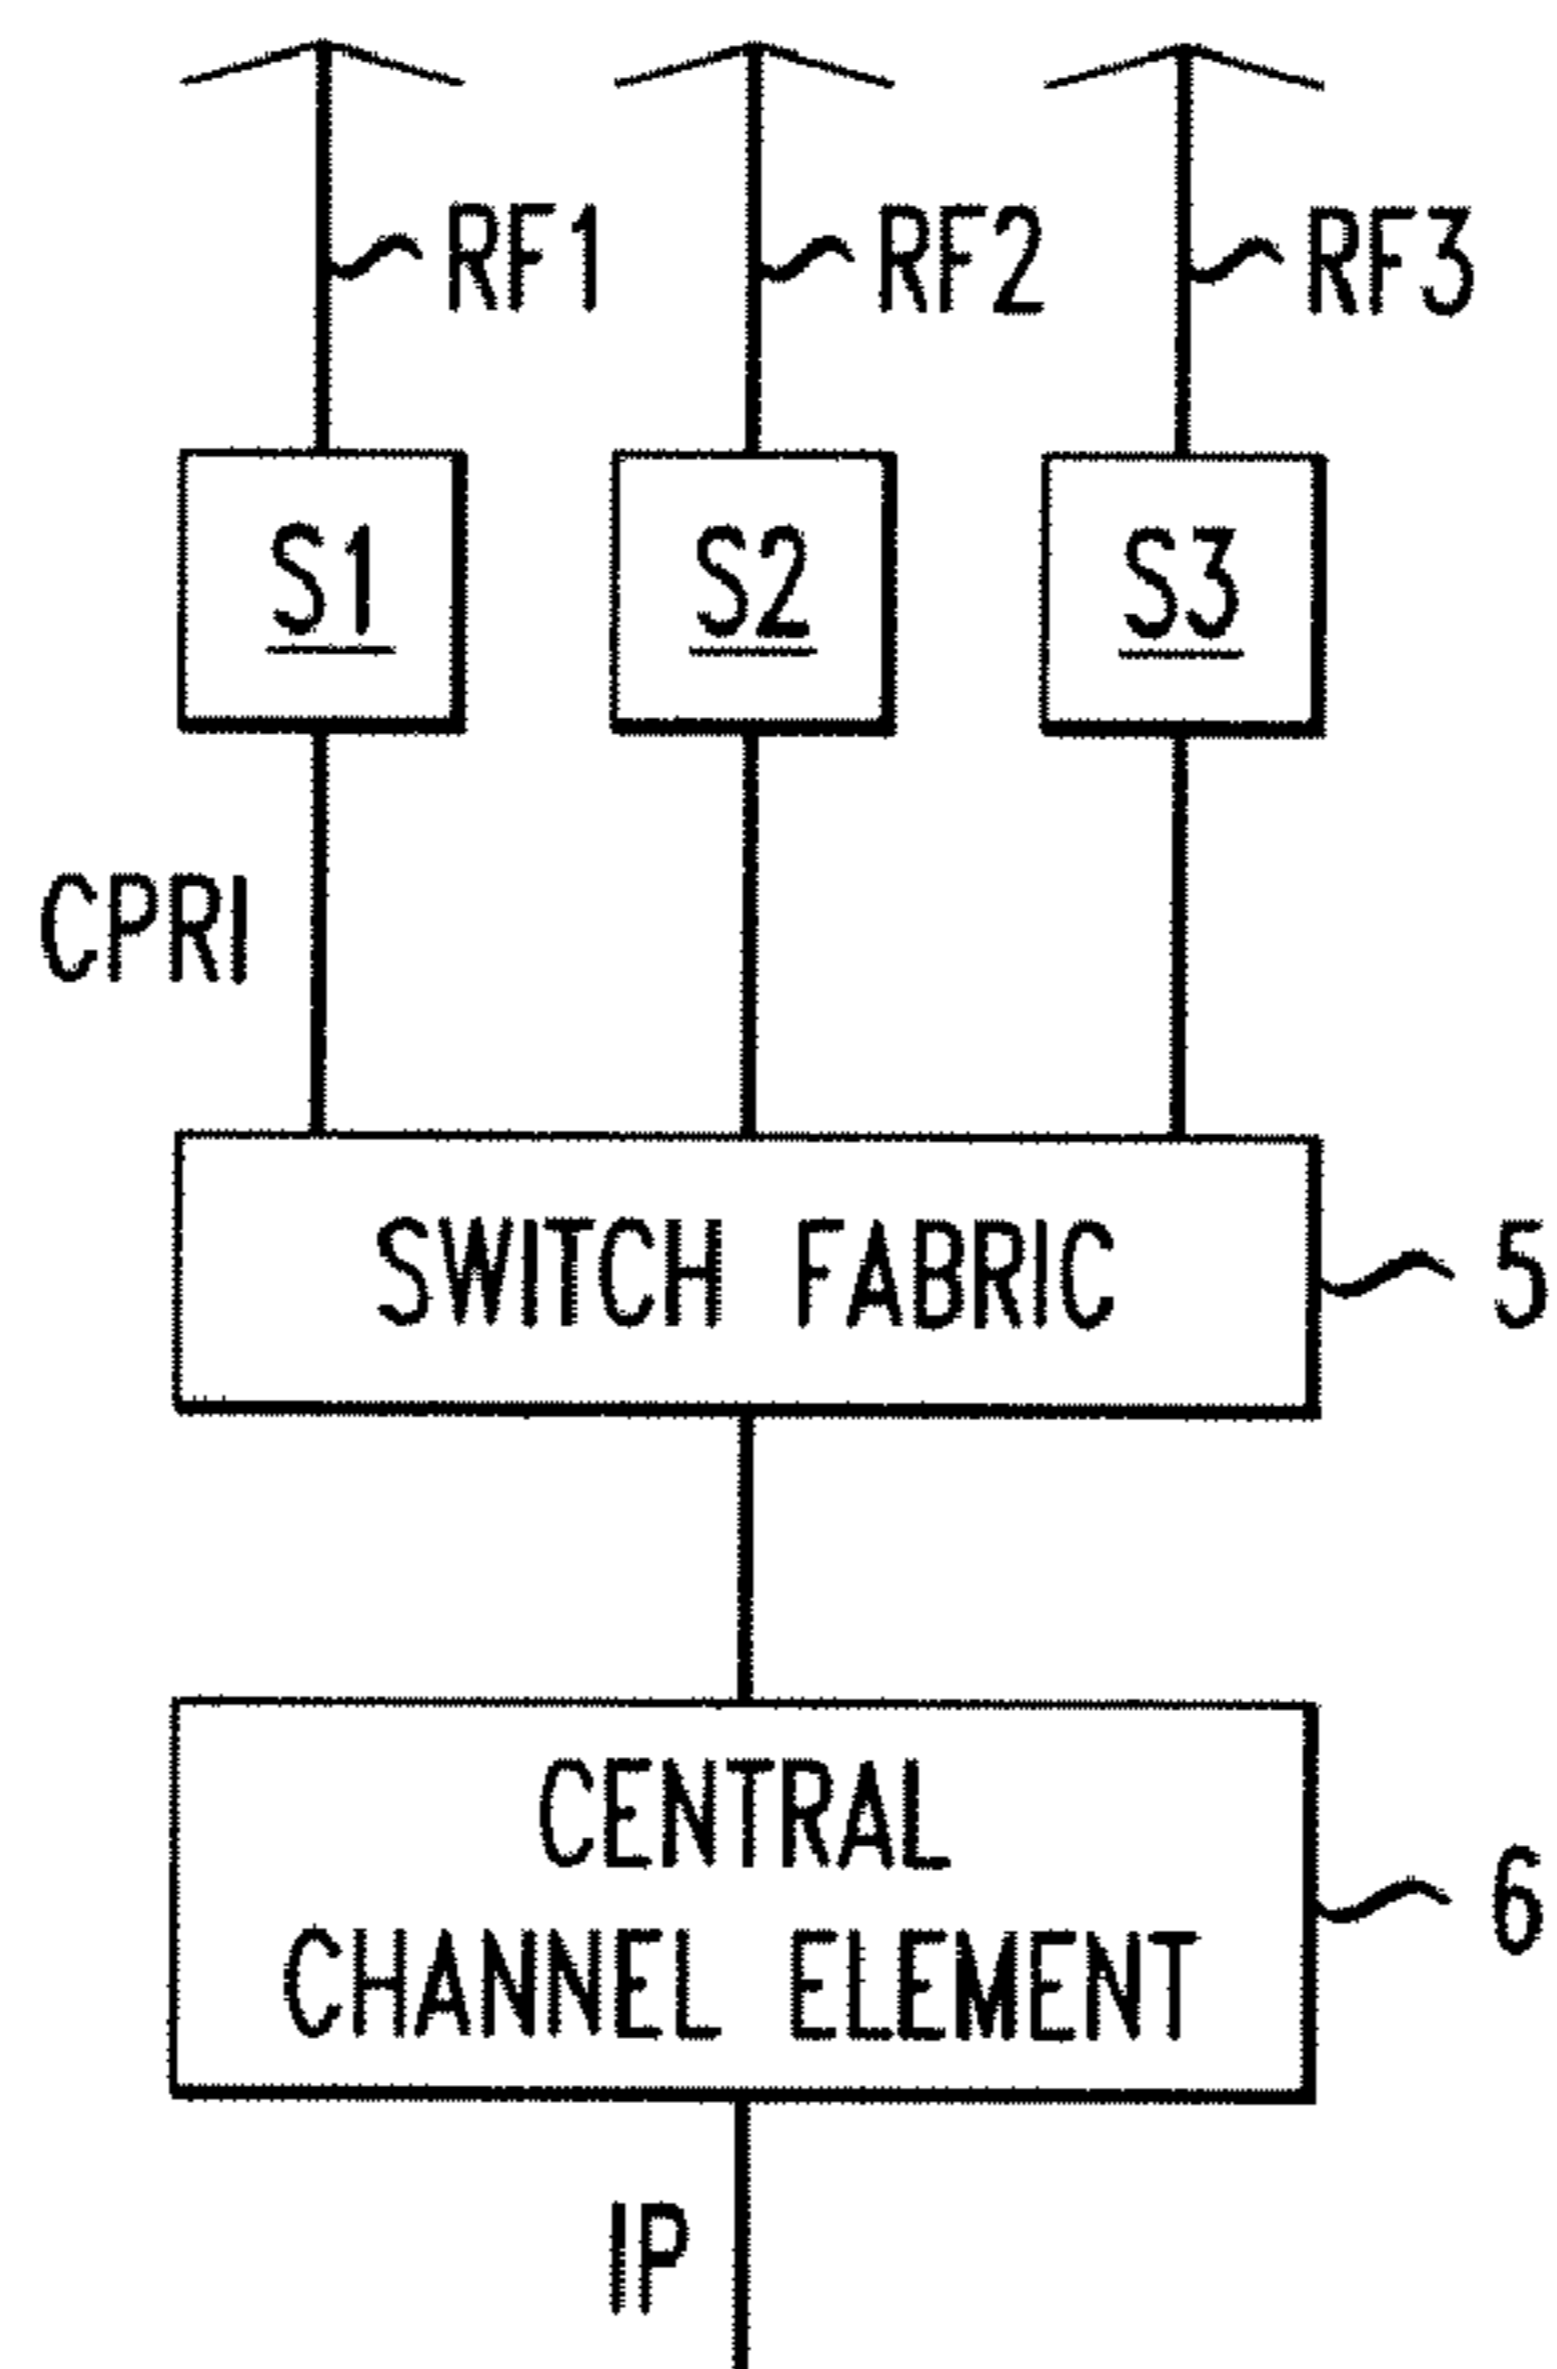 RF1 RF2 RF3
S1 S2 S3
CPRI
SWITCH FABRIC 5
CENTRAL
CHANNEL ELEMENT 6
IP